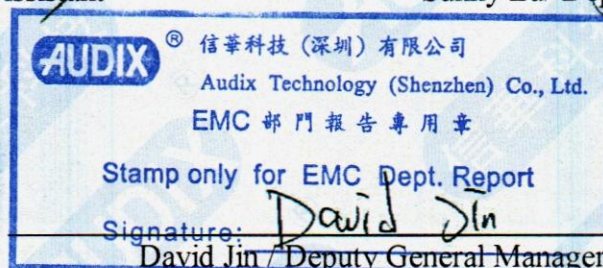 AUDIX ® 信華科技 (深圳) 有限公司
Audix Technology (Shenzhen) Co., Ltd.
EMC 部門報告專用章
Stamp only for EMC Dept. Report
Signature: David Jin
David Jin / Deputy General Manager